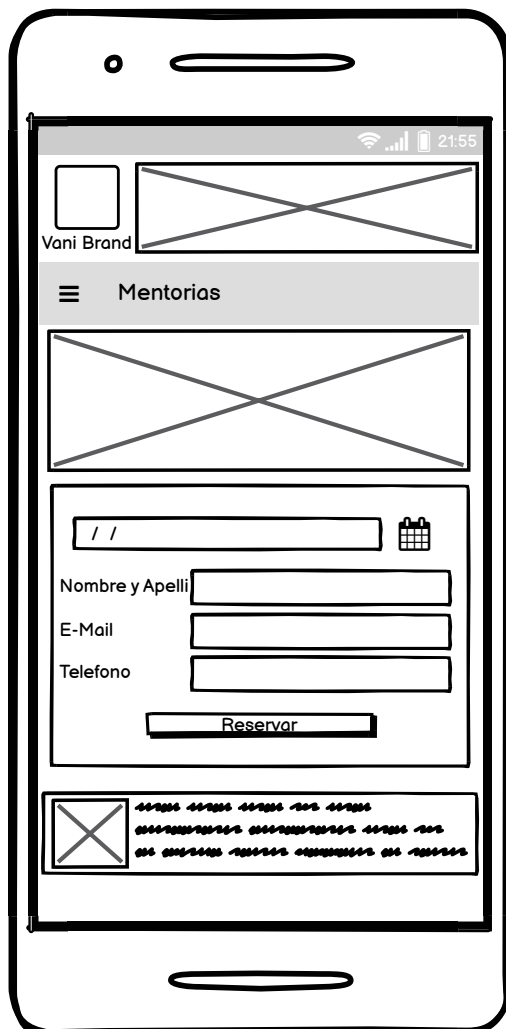 21:55
Vani Brand
Mentorias
/ /
Nombre y Apelli
E-Mail
Telefono
Reservar